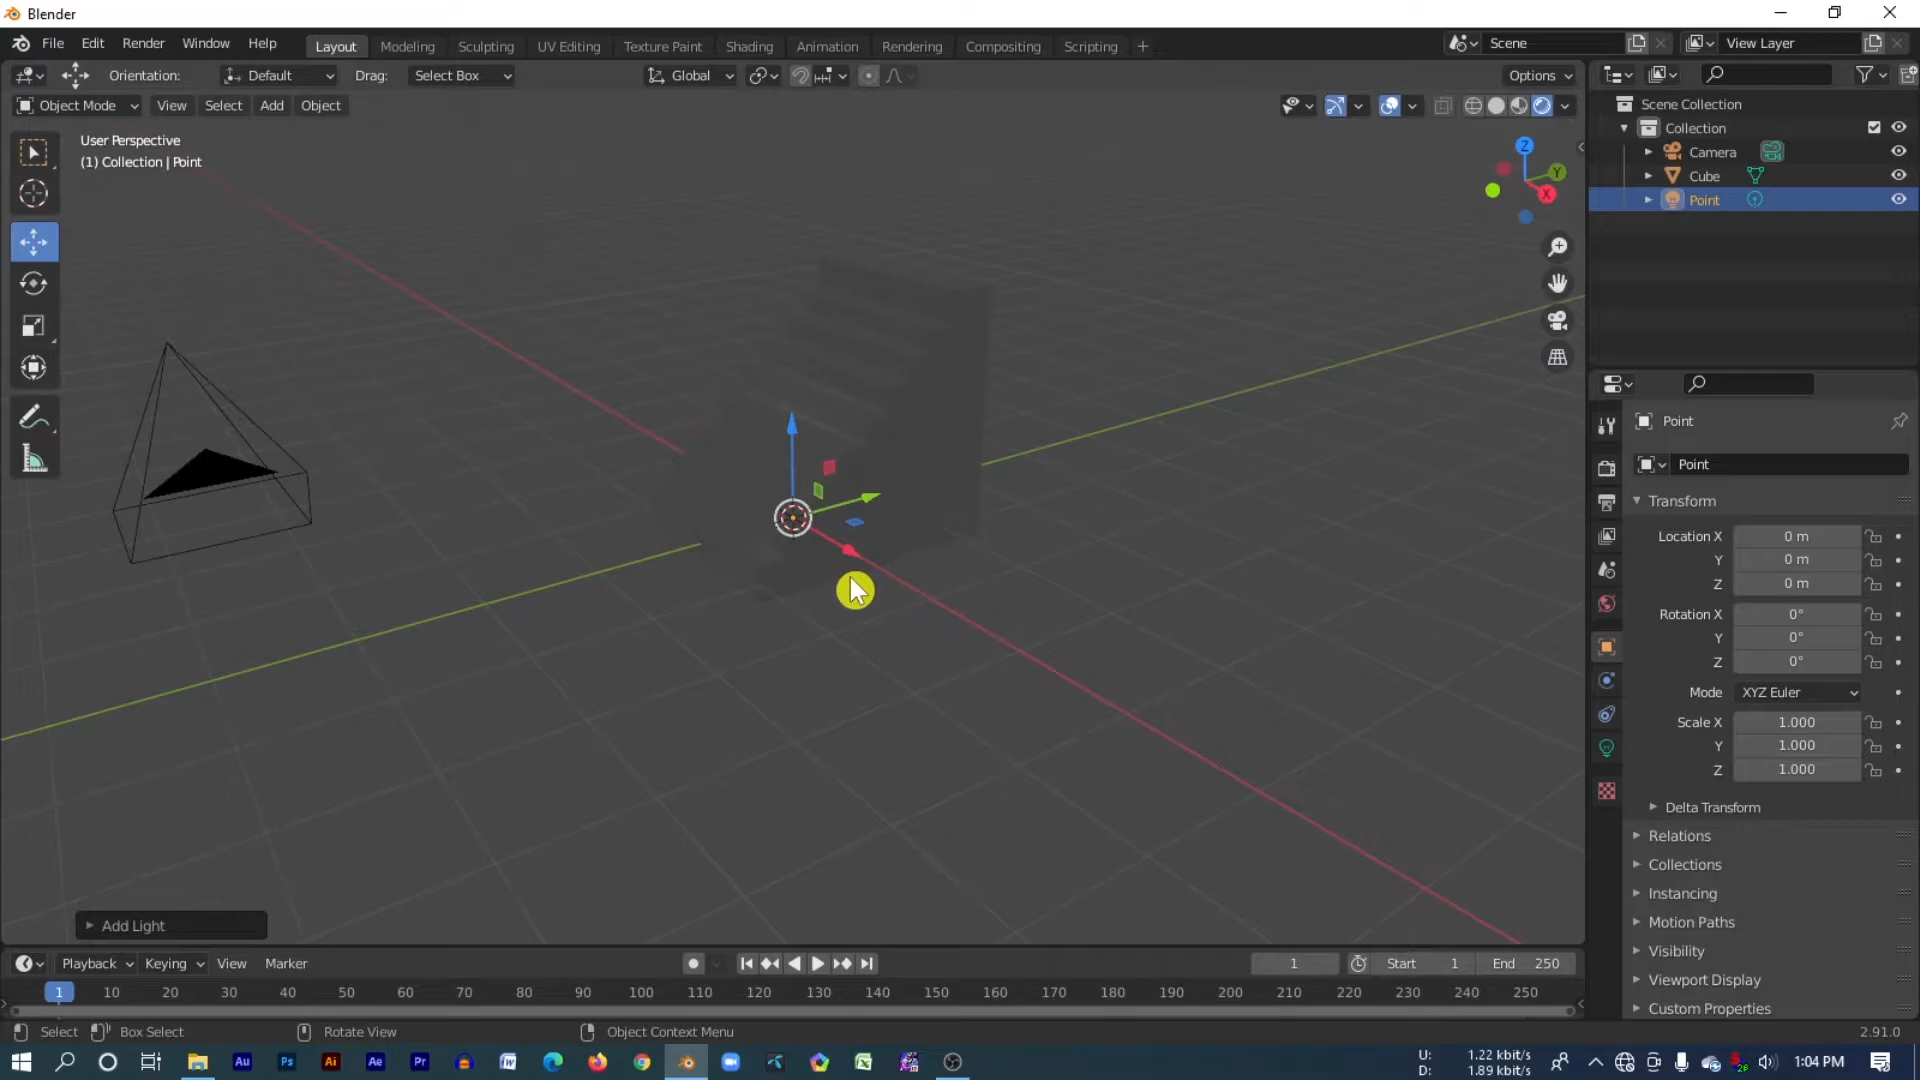 Blender
File Edit Render Window Help Layout Modeling Sculpting UV Editing Texture Paint Shading Animation Rendering Compositing Scripting + Scene View Layer
Orientation: Default Drag: Select Box Global Options
Object Mode View Select Add Object
User Perspective
(1) Collection | Point
Z
Y
X
Scene Collection
Collection
Camera
Cube
Point
Point
Point
Transform
Location X 0 m
Y 0 m
Z 0 m
Rotation X 0°
Y 0°
Z 0°
Mode XYZ Euler
Scale X 1.000
Y 1.000
Z 1.000
Delta Transform
Relations
Collections
Instancing
Motion Paths
Visibility
Viewport Display
Custom Properties
Add Light
Playback Keying View Marker 1 Start 1 End 250
1 10 20 30 40 50 60 70 80 90 100 110 120 130 140 150 160 170 180 190 200 210 220 230 240 250
Select Box Select Rotate View Object Context Menu 2.91.0
Au Ps Ai Ae Pr
U: 1.22 kbit/s
D: 1.89 kbit/s
1:04 PM